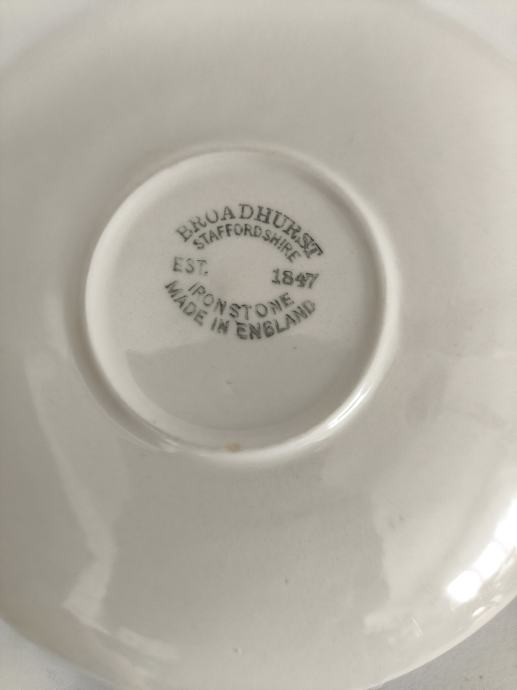 BROADHURST
STAFFORDSHIRE
EST. 1847
IRONSTONE
MADE IN ENGLAND